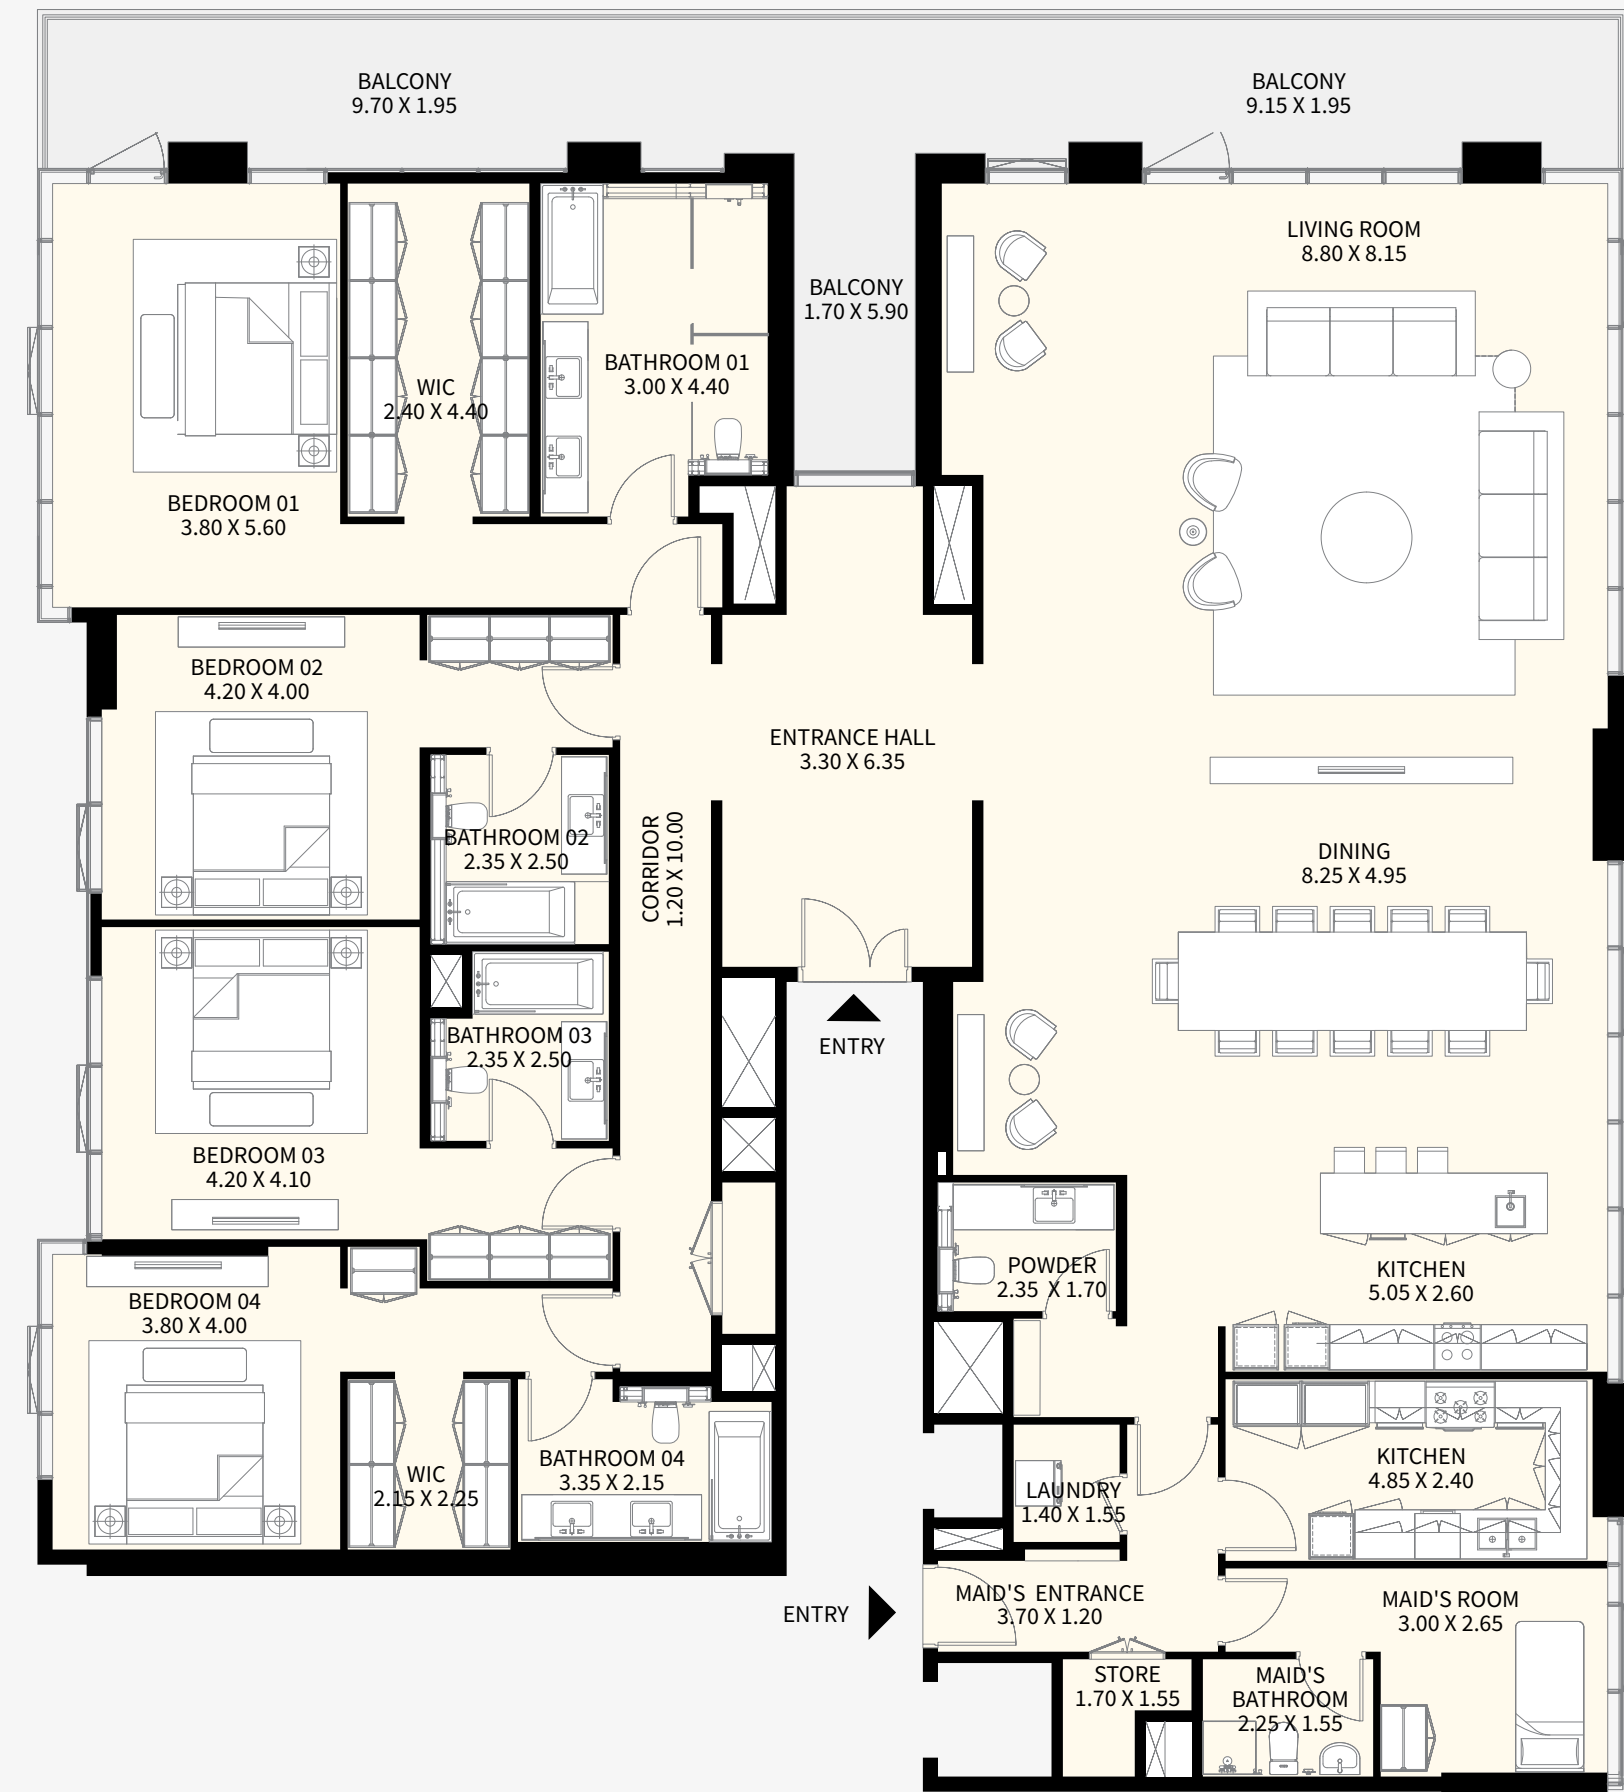 BALCONY
9.70 X 1.95
BALCONY
9.15 X 1.95
LIVING ROOM
8.80 X 8.15
BALCONY
1.70 X 5.90
BATHROOM 01
3.00 X 4.40
WIC
2.40 X 4.40
BEDROOM 01
3.80 X 5.60
BEDROOM 02
4.20 X 4.00
ENTRANCE HALL
3.30 X 6.35
BATHROOM 02
2.35 X 2.50
CORRIDOR
1.20 X 10.00
DINING
8.25 X 4.95
BATHROOM 03
2.35 X 2.50
ENTRY
BEDROOM 03
4.20 X 4.10
POWDER
2.35 X 1.70
KITCHEN
5.05 X 2.60
BEDROOM 04
3.80 X 4.00
BATHROOM 04
3.35 X 2.15
WIC
2.15 X 2.25
KITCHEN
4.85 X 2.40
LAUNDRY
1.40 X 1.55
MAID'S ENTRANCE
3.70 X 1.20
ENTRY
MAID'S ROOM
3.00 X 2.65
STORE
1.70 X 1.55
MAID'S
BATHROOM
2.25 X 1.55